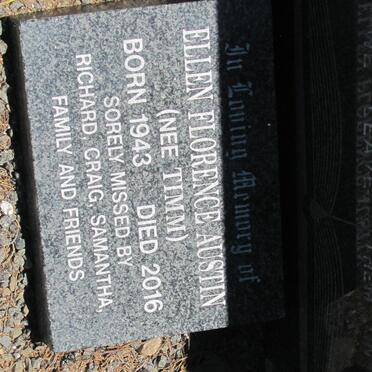 In Loving Memory of
ELLEN FLORENCE AUSTIN
(NEE TIMM)
BORN 1943 DIED 2016
SORELY MISSED BY
RICHARD, CRAIG, SAMANTHA,
FAMILY AND FRIENDS